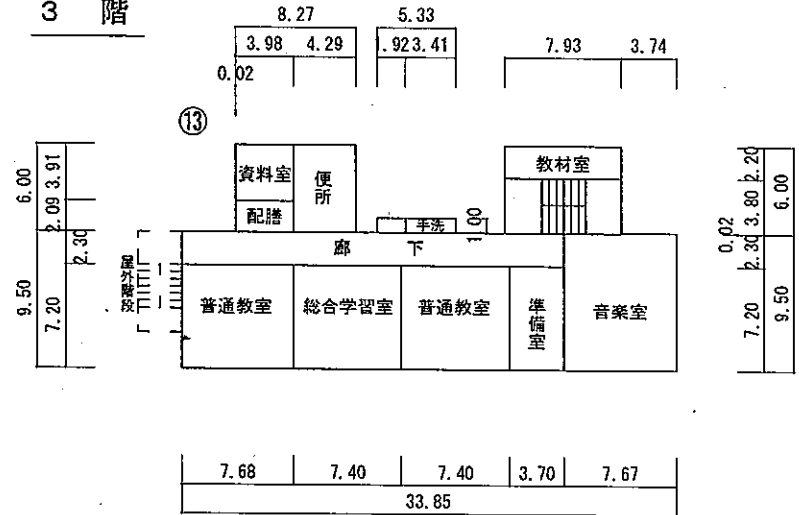 3 階
8.27
5.33
3.98 4.29
.92 3.41
7.93 3.74
0.02
⑬
資料室
便所
配膳
教材室
手洗
1.00
廊 下
屋外階段
普通教室
総合学習室
普通教室
準備室
音楽室
6.00
3.91
2.09
2.30
9.50
7.20
2.20
3.80
6.00
0.02
2.30
7.20
9.50
7.68 7.40 7.40 3.70 7.67
33.85